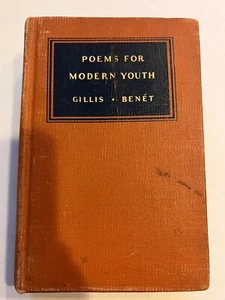 POEMS FOR
MODERN YOUTH
GILLIS • BENÉT